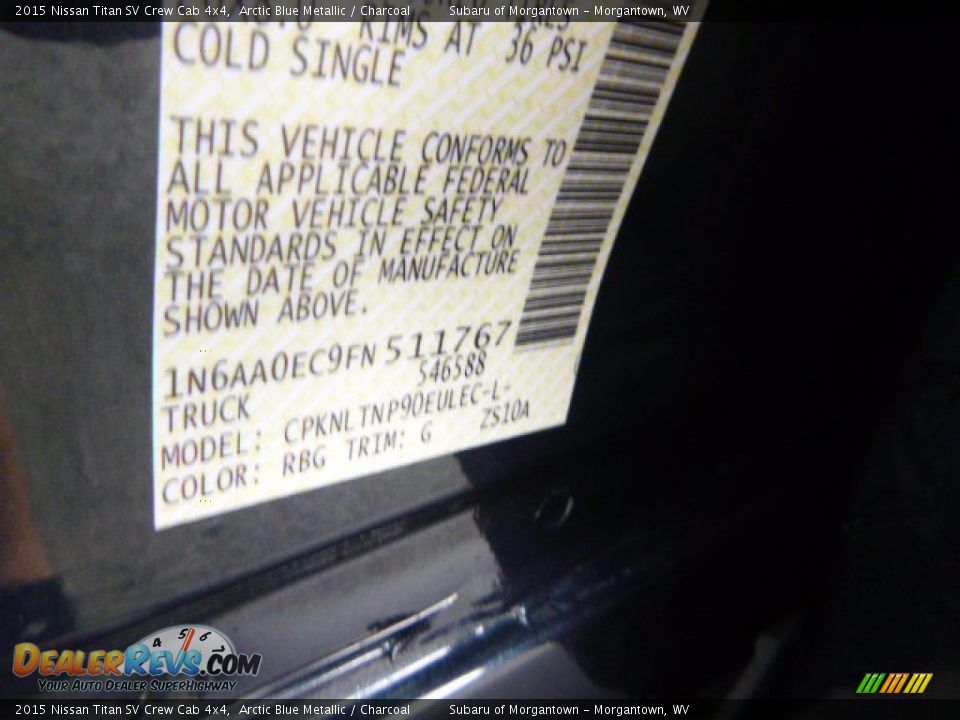 2015 Nissan Titan SV Crew Cab 4x4, Arctic Blue Metallic / Charcoal Subaru of Morgantown - Morgantown, WV
RIMS AT 36 PSI
COLD SINGLE
THIS VEHICLE CONFORMS TO
ALL APPLICABLE FEDERAL
MOTOR VEHICLE SAFETY
STANDARDS IN EFFECT ON
THE DATE OF MANUFACTURE
SHOWN ABOVE.
1N6AA0EC9FN511767
546588
TRUCK
MODEL: CPKNLTNP90EULEC-L-
COLOR: RBG TRIM: G ZS10A
4 5 6
DEALERREVS.COM
YOUR AUTO DEALER SUPERHIGHWAY
2015 Nissan Titan SV Crew Cab 4x4, Arctic Blue Metallic / Charcoal Subaru of Morgantown - Morgantown, WV